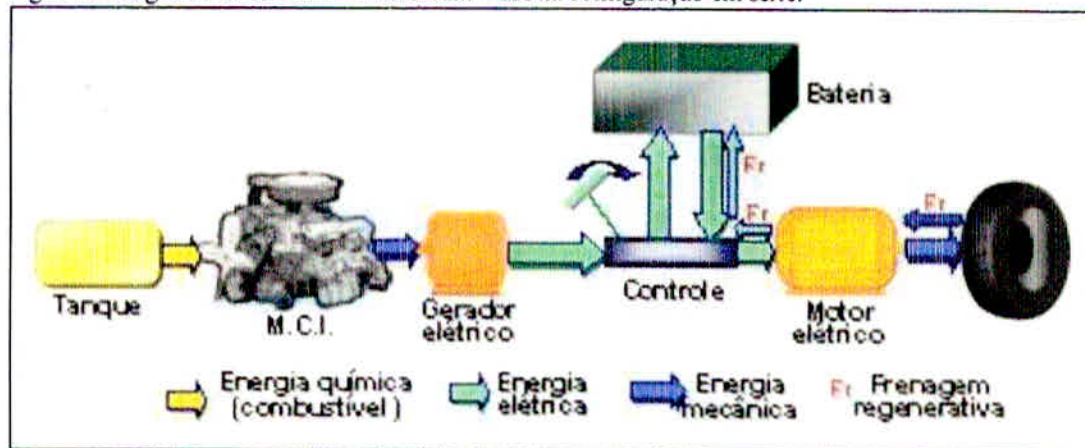 Bateria
Fr
Fr
Fr
Tanque
M.C.I.
Gerador
elétrico
Controle
Motor
elétrico
Energia química
(combustível)
Energia
elétrica
Energia
mecânica
Fr
Frenagem
regenerativa